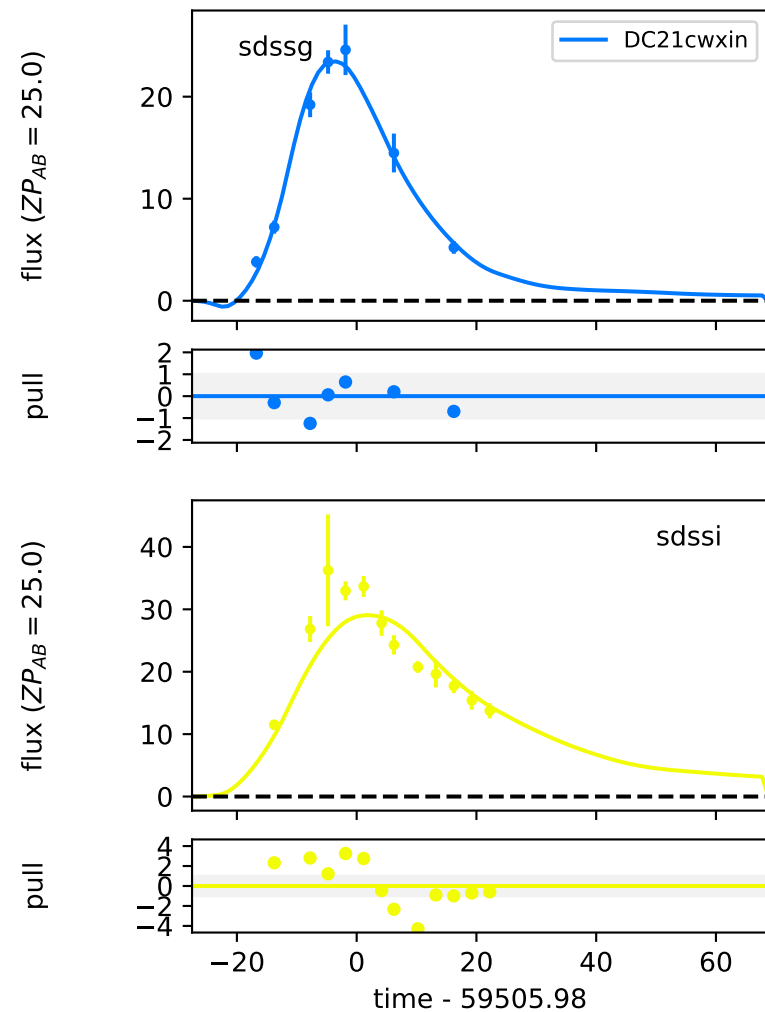 sdssg
DC21cwxin
flux (ZP_AB = 25.0)
20
10
0
pull
2
1
0
−1
−2
sdssi
flux (ZP_AB = 25.0)
40
30
20
10
0
pull
4
2
0
−2
−4
−20 0 20 40 60
time - 59505.98